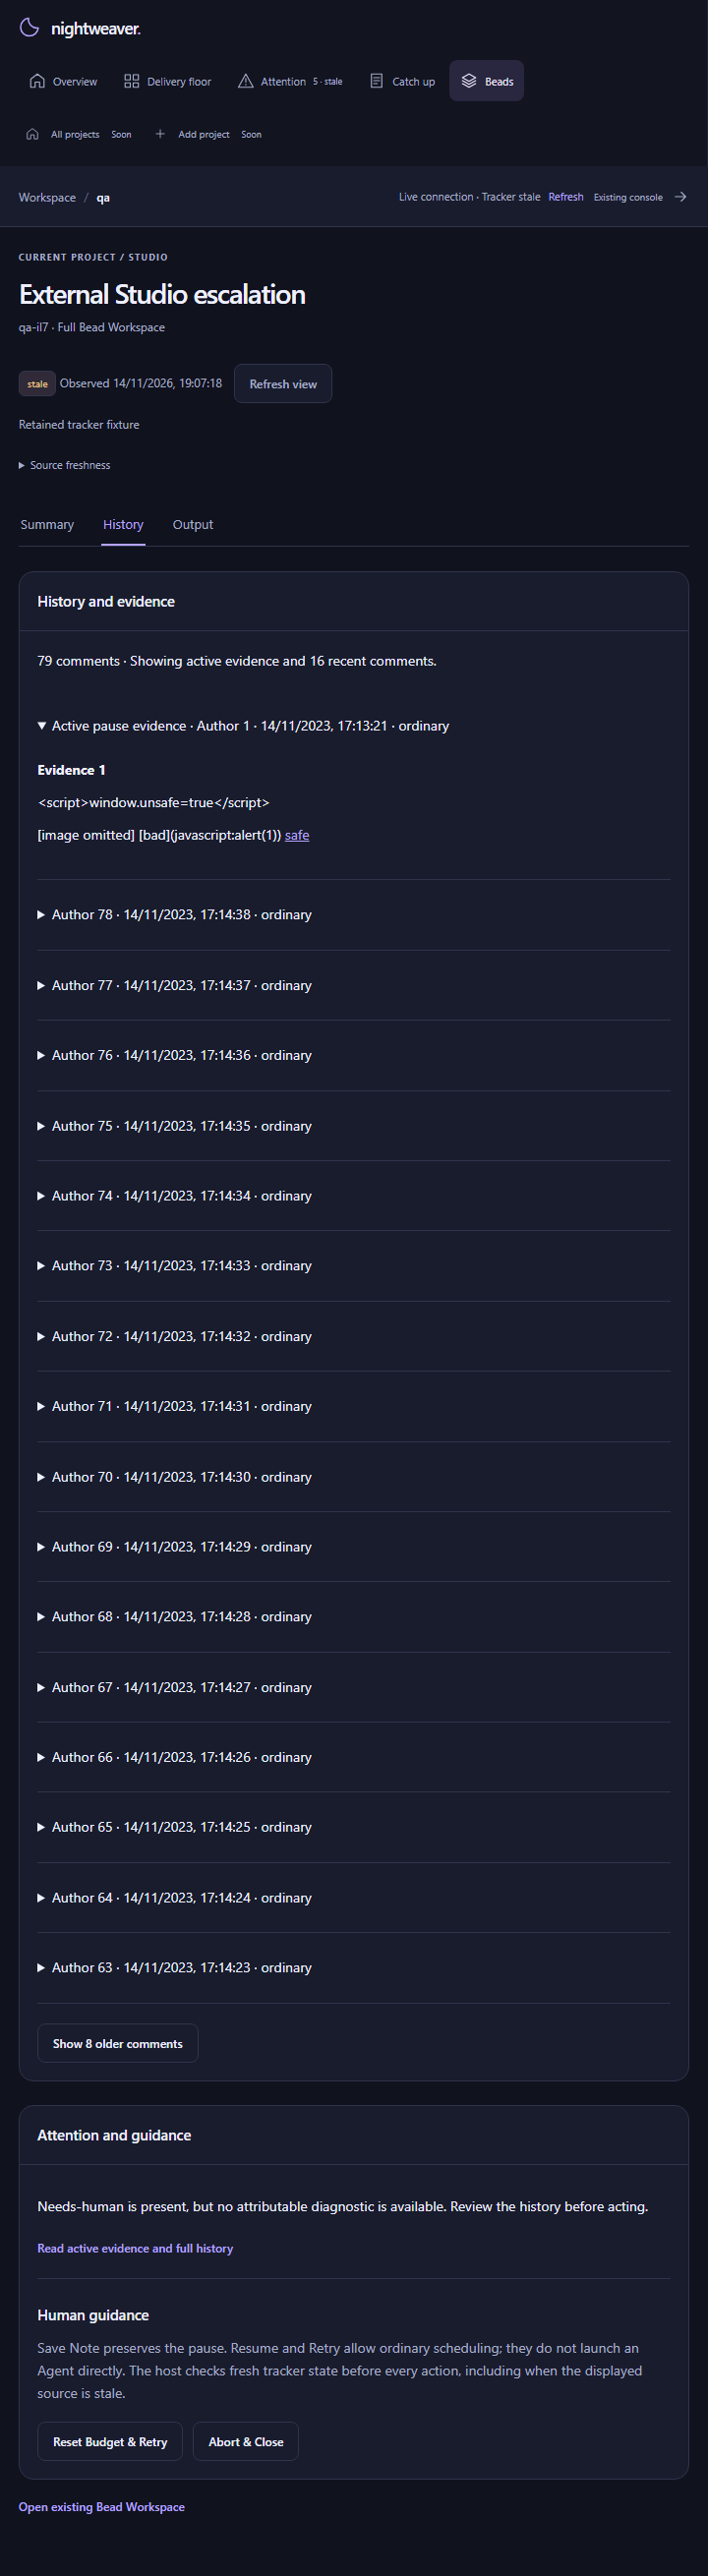 nightweaver.
Overview Delivery floor Attention 5 · stale Catch up Beads
All projects Soon Add project Soon
Workspace / qa Live connection · Tracker stale Refresh Existing console
CURRENT PROJECT / STUDIO
External Studio escalation
qa-il7 · Full Bead Workspace
stale Observed 14/11/2026, 19:07:18 Refresh view
Retained tracker fixture
Source freshness
Summary History Output
History and evidence
79 comments · Showing active evidence and 16 recent comments.
Active pause evidence · Author 1 · 14/11/2023, 17:13:21 · ordinary
Evidence 1
<script>window.unsafe=true</script>
[image omitted] [bad](javascript:alert(1)) safe
Author 78 · 14/11/2023, 17:14:38 · ordinary
Author 77 · 14/11/2023, 17:14:37 · ordinary
Author 76 · 14/11/2023, 17:14:36 · ordinary
Author 75 · 14/11/2023, 17:14:35 · ordinary
Author 74 · 14/11/2023, 17:14:34 · ordinary
Author 73 · 14/11/2023, 17:14:33 · ordinary
Author 72 · 14/11/2023, 17:14:32 · ordinary
Author 71 · 14/11/2023, 17:14:31 · ordinary
Author 70 · 14/11/2023, 17:14:30 · ordinary
Author 69 · 14/11/2023, 17:14:29 · ordinary
Author 68 · 14/11/2023, 17:14:28 · ordinary
Author 67 · 14/11/2023, 17:14:27 · ordinary
Author 66 · 14/11/2023, 17:14:26 · ordinary
Author 65 · 14/11/2023, 17:14:25 · ordinary
Author 64 · 14/11/2023, 17:14:24 · ordinary
Author 63 · 14/11/2023, 17:14:23 · ordinary
Show 8 older comments
Attention and guidance
Needs-human is present, but no attributable diagnostic is available. Review the history before acting.
Read active evidence and full history
Human guidance
Save Note preserves the pause. Resume and Retry allow ordinary scheduling; they do not launch an
Agent directly. The host checks fresh tracker state before every action, including when the displayed
source is stale.
Reset Budget & Retry Abort & Close
Open existing Bead Workspace